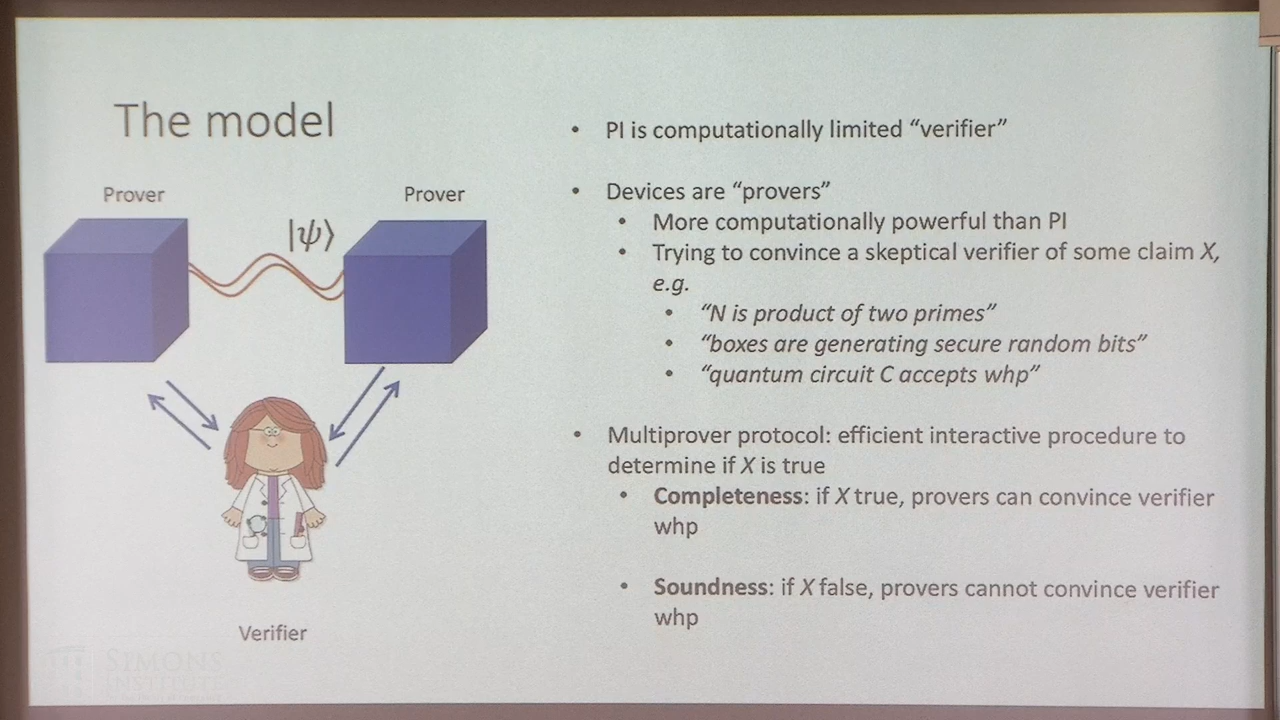 The model
Prover
Prover
|ψ⟩
Verifier
• PI is computationally limited “verifier”
• Devices are “provers”
• More computationally powerful than PI
• Trying to convince a skeptical verifier of some claim X,
e.g.
• “N is product of two primes”
• “boxes are generating secure random bits”
• “quantum circuit C accepts whp”
• Multiprover protocol: efficient interactive procedure to
determine if X is true
• Completeness: if X true, provers can convince verifier
whp
• Soundness: if X false, provers cannot convince verifier
whp
SIMONS
INSTITUTE